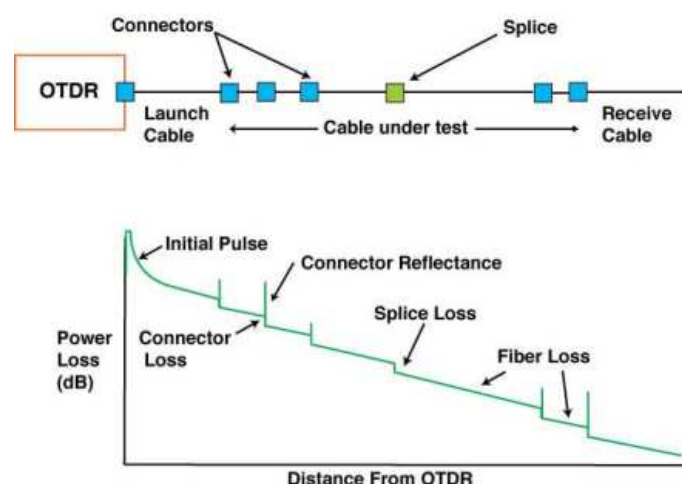 Connectors
Splice
OTDR
Launch
Cable
Cable under test
Receive
Cable
Initial Pulse
Connector Reflectance
Splice Loss
Connector
Loss
Fiber Loss
Power
Loss
(dB)
Distance From OTDR